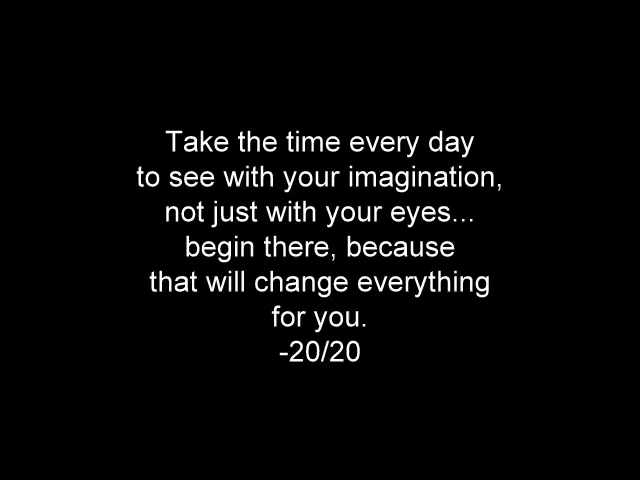 Take the time every day
to see with your imagination,
not just with your eyes...
begin there, because
that will change everything
for you.
-20/20